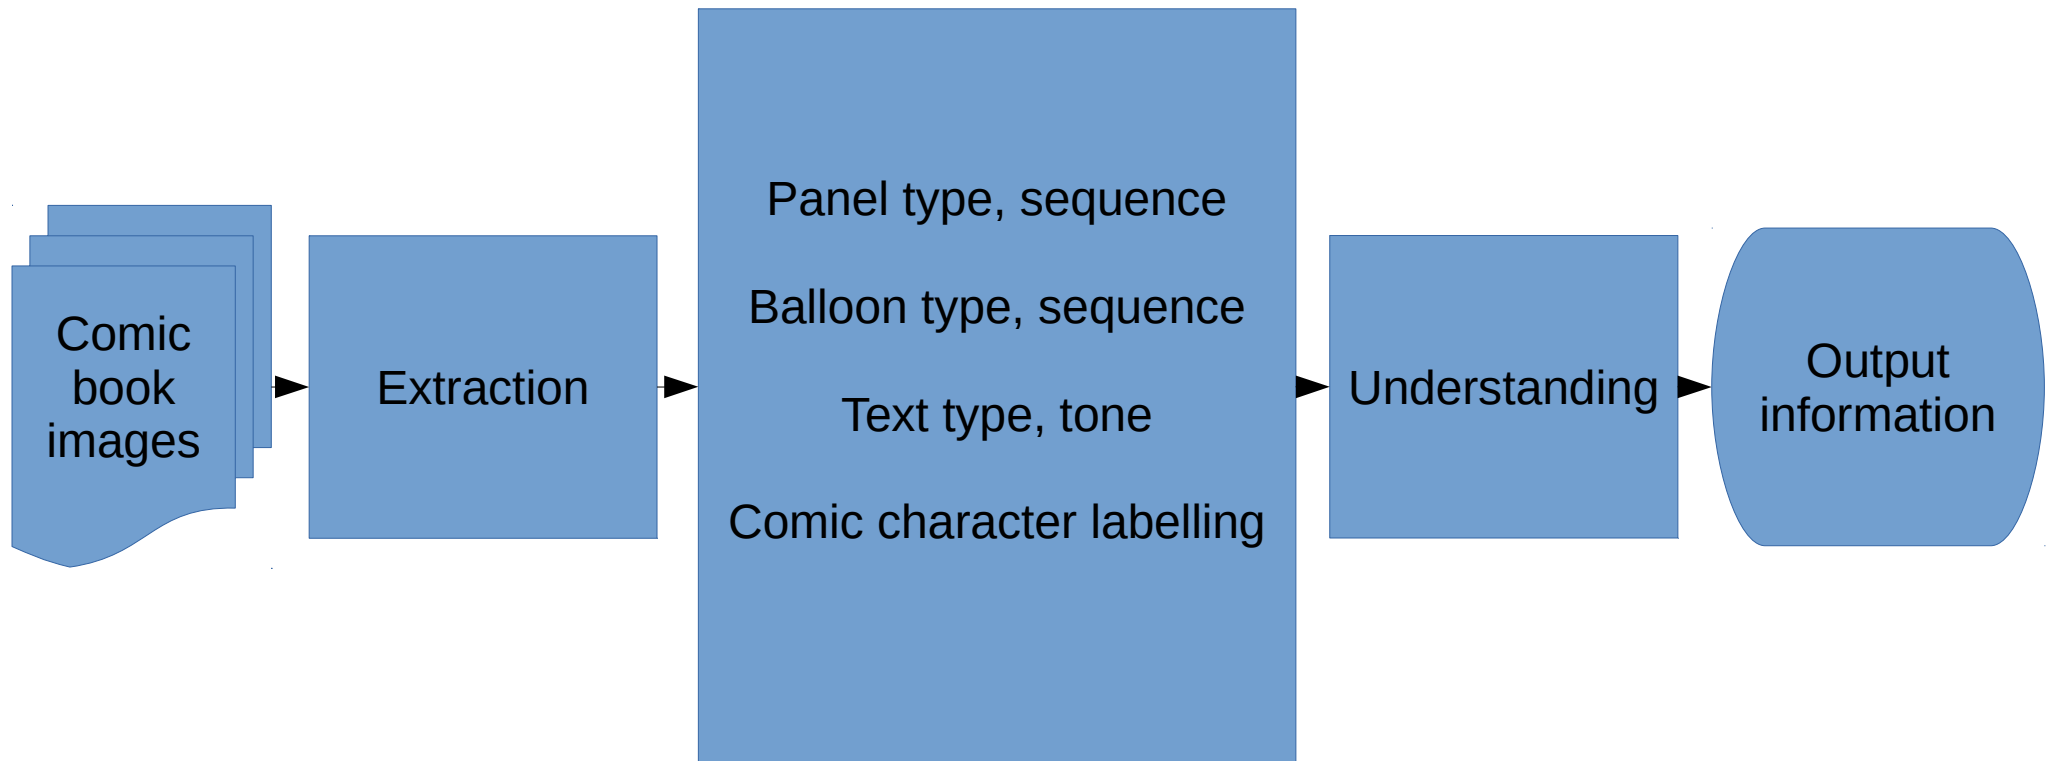 Comic
book
images
Extraction
Panel type, sequence
Balloon type, sequence
Text type, tone
Comic character labelling
Understanding
Output
information